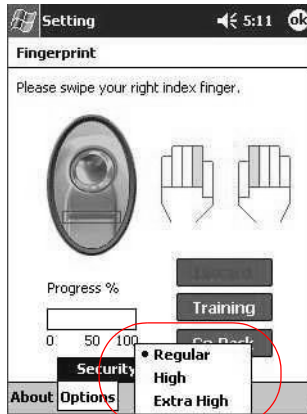 Setting 5:11 ok
Fingerprint
Please swipe your right index finger.
Progress %
Training
0 50 100
Security
Regular
High
Extra High
About Options